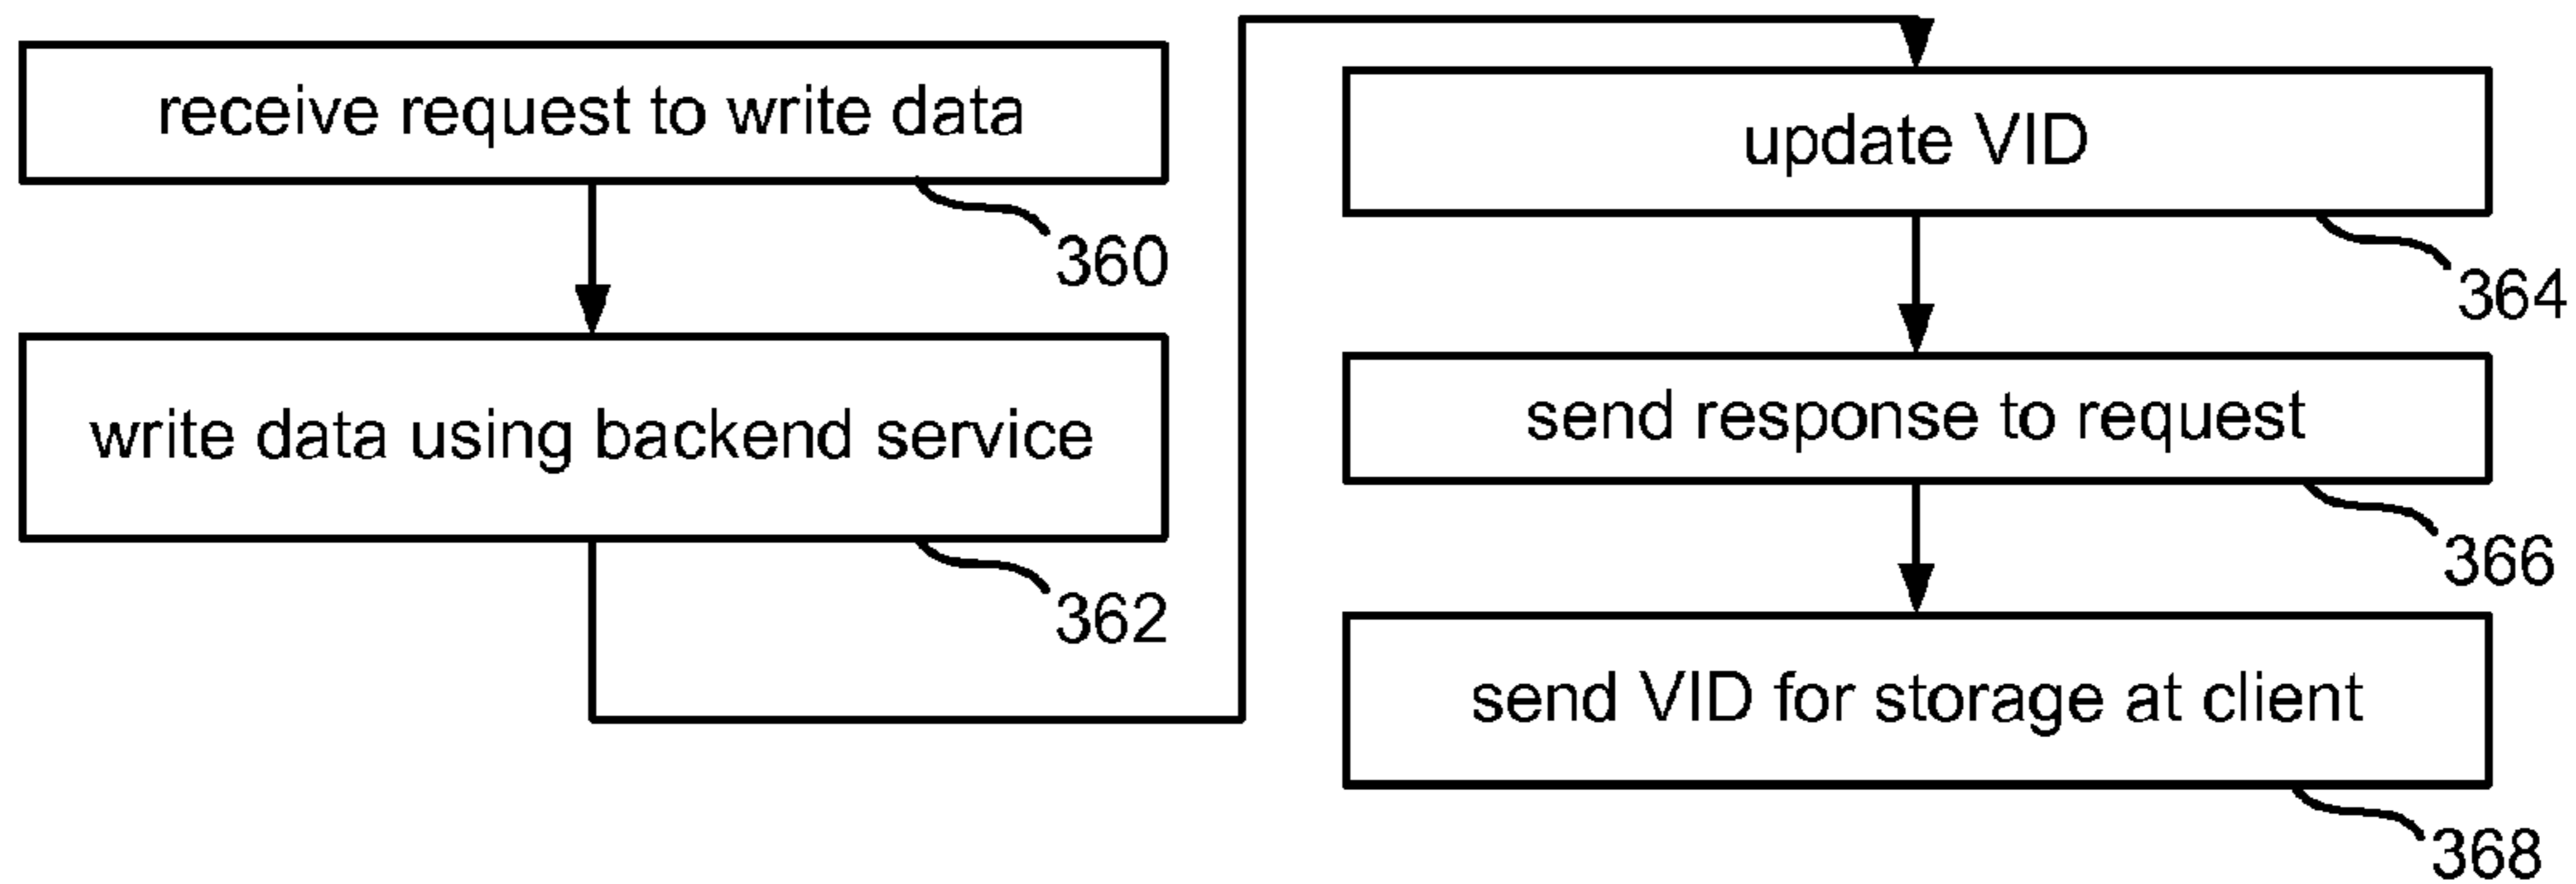 receive request to write data
360
write data using backend service
362
update VID
364
send response to request
366
send VID for storage at client
368